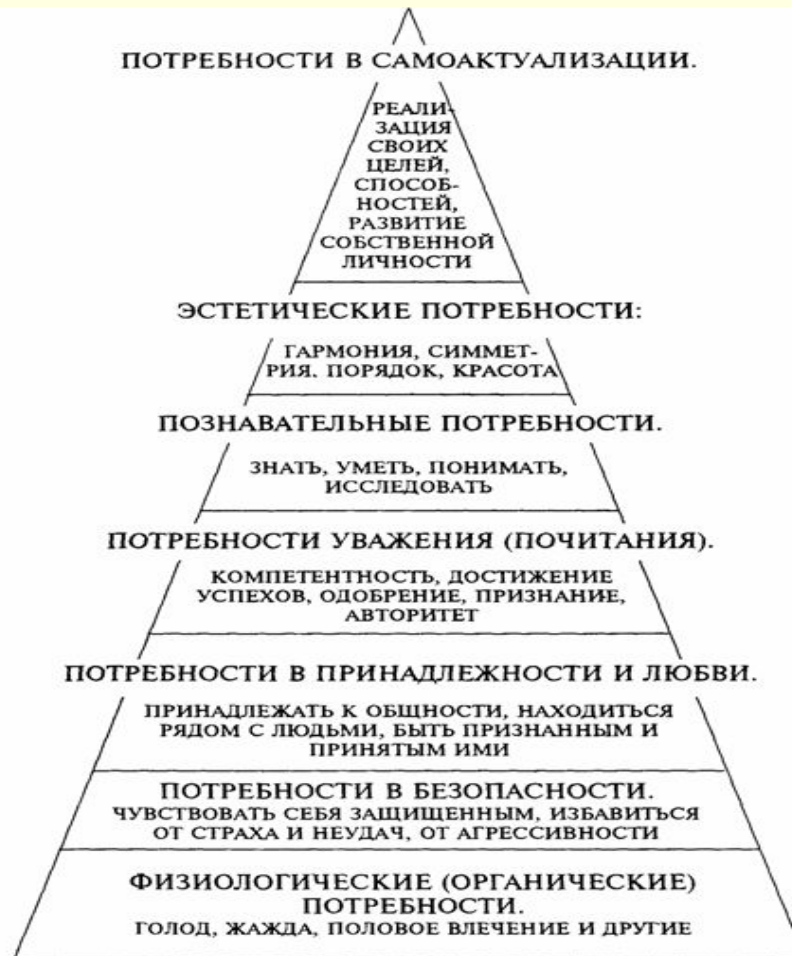 ПОТРЕБНОСТИ В САМОАКТУАЛИЗАЦИИ.
РЕАЛИ-
ЗАЦИЯ
СВОИХ
ЦЕЛЕЙ,
СПОСОБ-
НОСТЕЙ,
РАЗВИТИЕ
СОБСТВЕННОЙ
ЛИЧНОСТИ
ЭСТЕТИЧЕСКИЕ ПОТРЕБНОСТИ:
ГАРМОНИЯ, СИММЕТ-
РИЯ. ПОРЯДОК, КРАСОТА
ПОЗНАВАТЕЛЬНЫЕ ПОТРЕБНОСТИ.
ЗНАТЬ, УМЕТЬ, ПОНИМАТЬ,
ИССЛЕДОВАТЬ
ПОТРЕБНОСТИ УВАЖЕНИЯ (ПОЧИТАНИЯ).
КОМПЕТЕНТНОСТЬ, ДОСТИЖЕНИЕ
УСПЕХОВ, ОДОБРЕНИЕ, ПРИЗНАНИЕ,
АВТОРИТЕТ
ПОТРЕБНОСТИ В ПРИНАДЛЕЖНОСТИ И ЛЮБВИ.
ПРИНАДЛЕЖАТЬ К ОБЩНОСТИ, НАХОДИТЬСЯ
РЯДОМ С ЛЮДЬМИ, БЫТЬ ПРИЗНАННЫМ И
ПРИНЯТЫМ ИМИ
ПОТРЕБНОСТИ В БЕЗОПАСНОСТИ.
ЧУВСТВОВАТЬ СЕБЯ ЗАЩИЩЕННЫМ, ИЗБАВИТЬСЯ
ОТ СТРАХА И НЕУДАЧ, ОТ АГРЕССИВНОСТИ
ФИЗИОЛОГИЧЕСКИЕ (ОРГАНИЧЕСКИЕ)
ПОТРЕБНОСТИ.
ГОЛОД, ЖАЖДА, ПОЛОВОЕ ВЛЕЧЕНИЕ И ДРУГИЕ